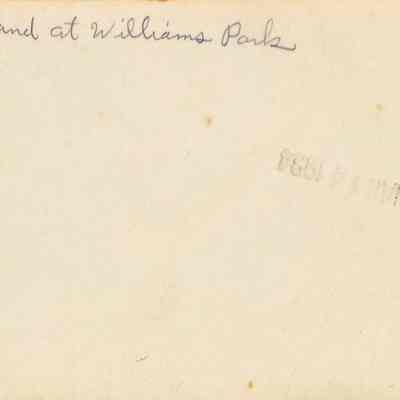 and at Williams Park